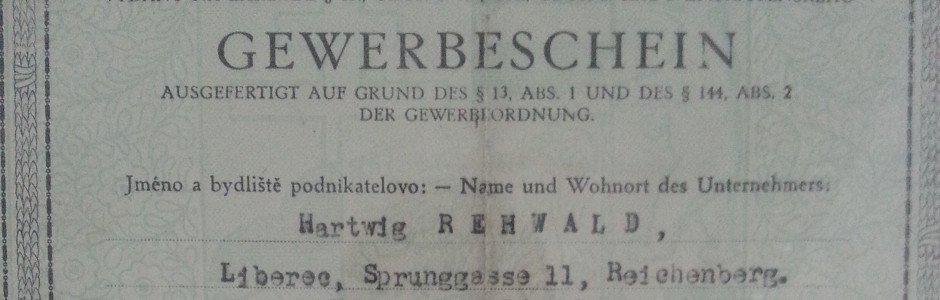 GEWERBESCHEIN
AUSGEFERTIGT AUF GRUND DES § 13, ABS. 1 UND DES § 144, ABS. 2
DER GEWERBEORDNUNG.
Jméno a bydliště podnikatelovo: — Name und Wohnort des Unternehmers:
Hartwig REHWALD,
Liberec, Sprunggasse 11, Reichenberg.